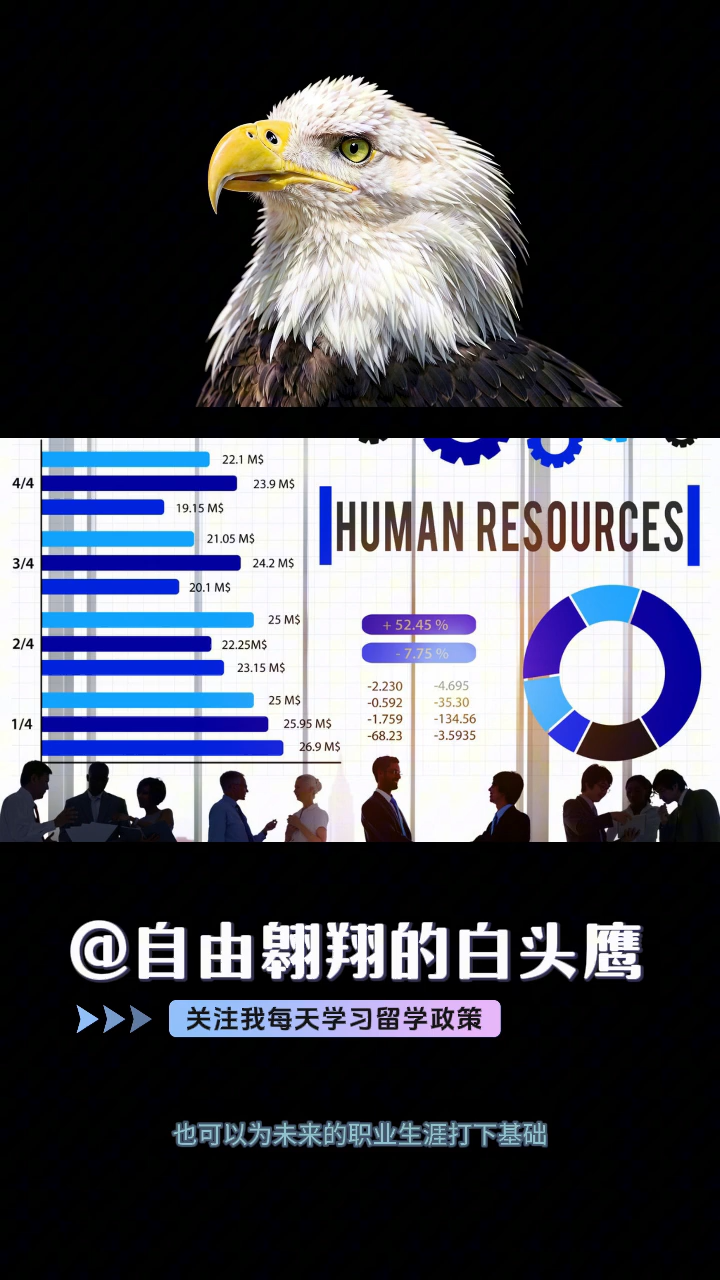 22.1 M$
4/4
23.9 M$
19.15 M$
HUMAN RESOURCES
21.05 M$
3/4
24.2 M$
20.1 M$
25 M$
+ 52.45 %
2/4
22.25M$
- 7.75 %
23.15 M$
-2.230 -4.695
25 M$
-0.592 -35.30
1/4
25.95 M$
-1.759 -134.56
-68.23 -3.5935
26.9 M$
@自由翱翔的白头鹰
关注我每天学习留学政策
也可以为未来的职业生涯打下基础